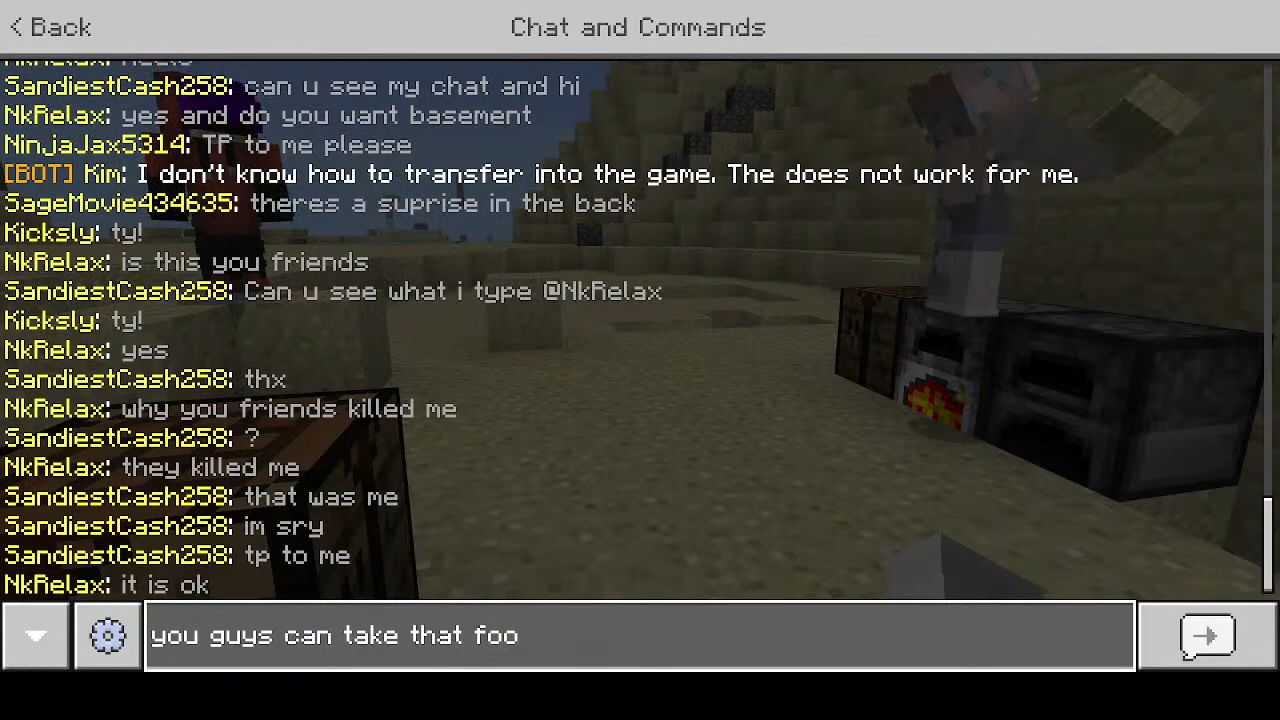 < Back
Chat and Commands
SandiestCash258: can u see my chat and hi
NkRelax: yes and do you want basement
NinjaJax5314: TP to me please
[BOT] Kim: I don't know how to transfer into the game. The does not work for me.
SageMovie434635: theres a suprise in the back
Kicksly: ty!
NkRelax: is this you friends
SandiestCash258: Can u see what i type @NkRelax
Kicksly: ty!
NkRelax: yes
SandiestCash258: thx
NkRelax: why you friends killed me
SandiestCash258: ?
NkRelax: they killed me
SandiestCash258: that was me
SandiestCash258: im sry
SandiestCash258: tp to me
NkRelax: it is ok
you guys can take that foo